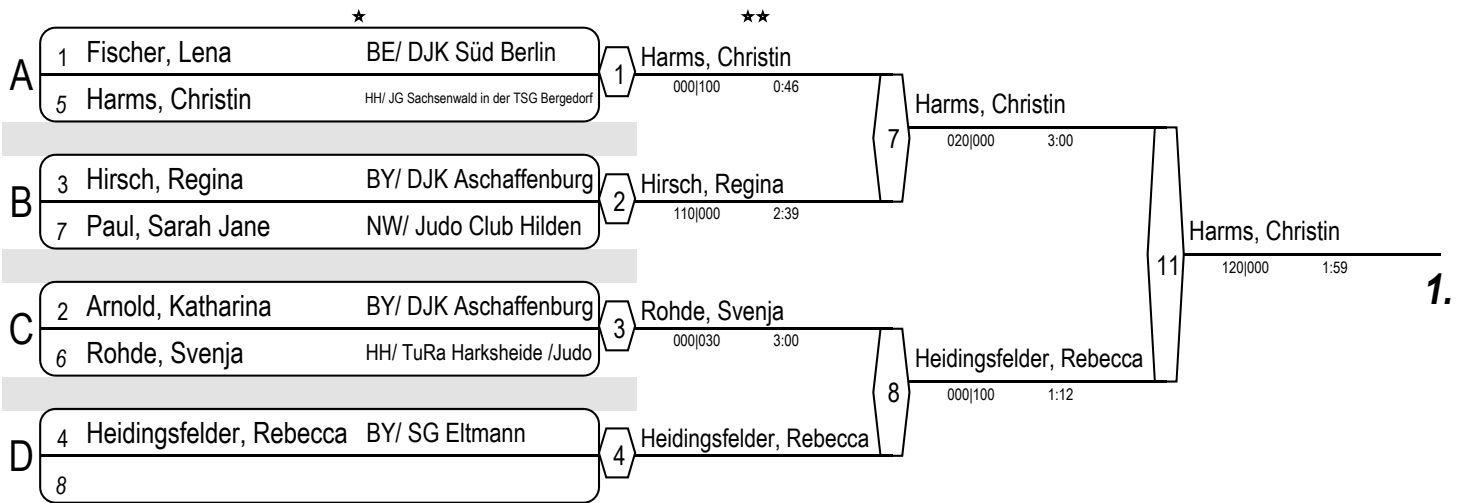 ★ ★★
A
1 Fischer, Lena BE/ DJK Süd Berlin
5 Harms, Christin HH/ JG Sachsenwald in der TSG Bergedorf
1
Harms, Christin
000|100 0:46
B
3 Hirsch, Regina BY/ DJK Aschaffenburg
7 Paul, Sarah Jane NW/ Judo Club Hilden
2
Hirsch, Regina
110|000 2:39
7
Harms, Christin
020|000 3:00
C
2 Arnold, Katharina BY/ DJK Aschaffenburg
6 Rohde, Svenja HH/ TuRa Harksheide /Judo
3
Rohde, Svenja
000|030 3:00
D
4 Heidingsfelder, Rebecca BY/ SG Eltmann
8
4
Heidingsfelder, Rebecca
8
Heidingsfelder, Rebecca
000|100 1:12
11
Harms, Christin
120|000 1:59
1.